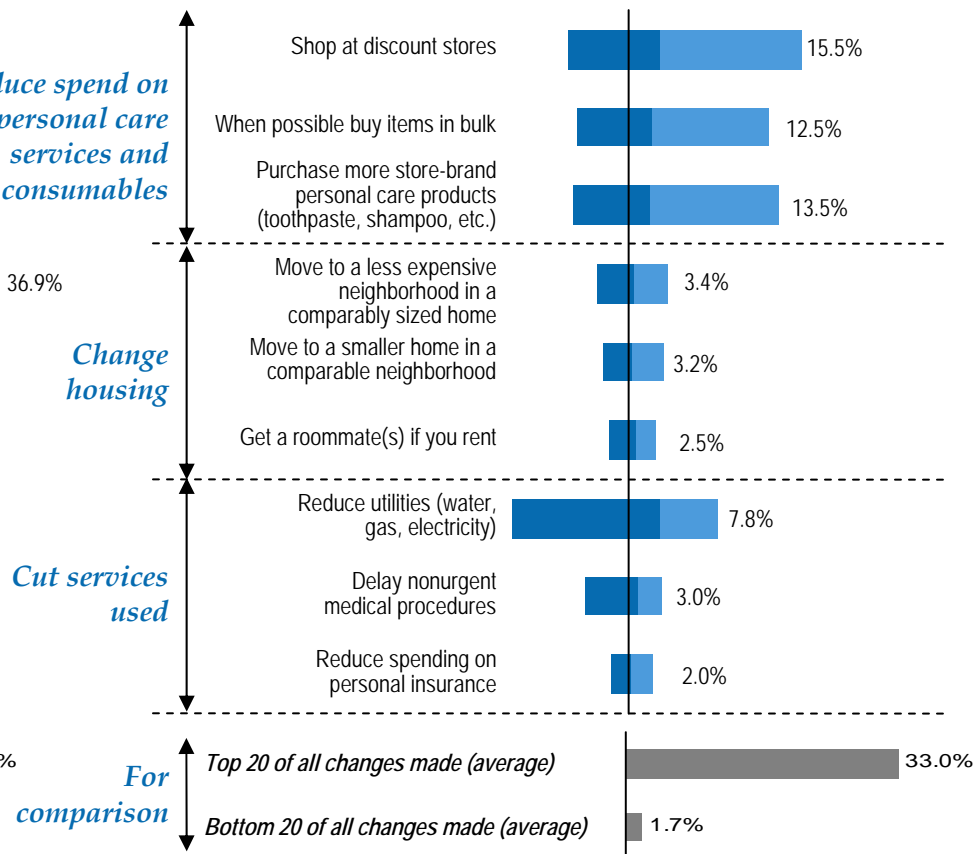 Shop at discount stores
15.5%
spend on
personal care
services and
consumables
When possible buy items in bulk
12.5%
Purchase more store-brand
personal care products
(toothpaste, shampoo, etc.)
13.5%
36.9%
Change
housing
Move to a less expensive
neighborhood in a
comparably sized home
3.4%
Move to a smaller home in a
comparable neighborhood
3.2%
Get a roommate(s) if you rent
2.5%
Cut services
used
Reduce utilities (water,
gas, electricity)
7.8%
Delay nonurgent
medical procedures
3.0%
Reduce spending on
personal insurance
2.0%
%
For
comparison
Top 20 of all changes made (average)
33.0%
Bottom 20 of all changes made (average)
1.7%